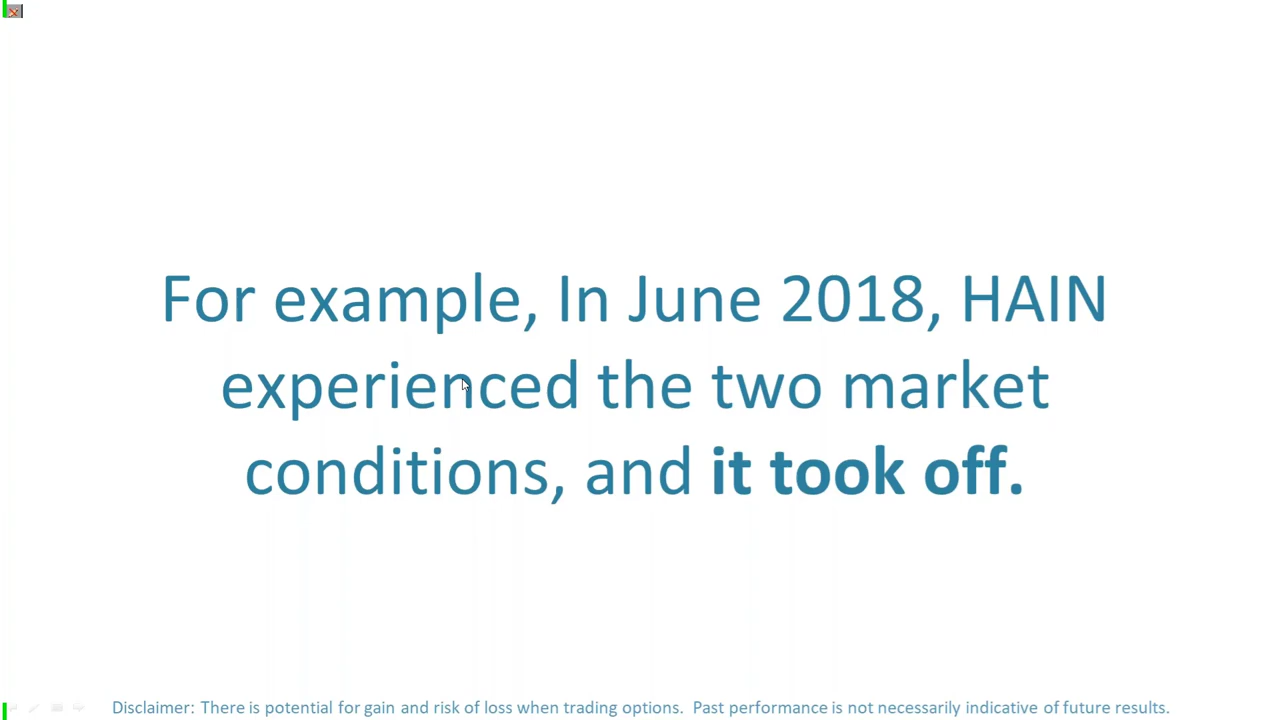 For example, In June 2018, HAIN
experienced the two market
conditions, and it took off.
Disclaimer: There is potential for gain and risk of loss when trading options.  Past performance is not necessarily indicative of future results.